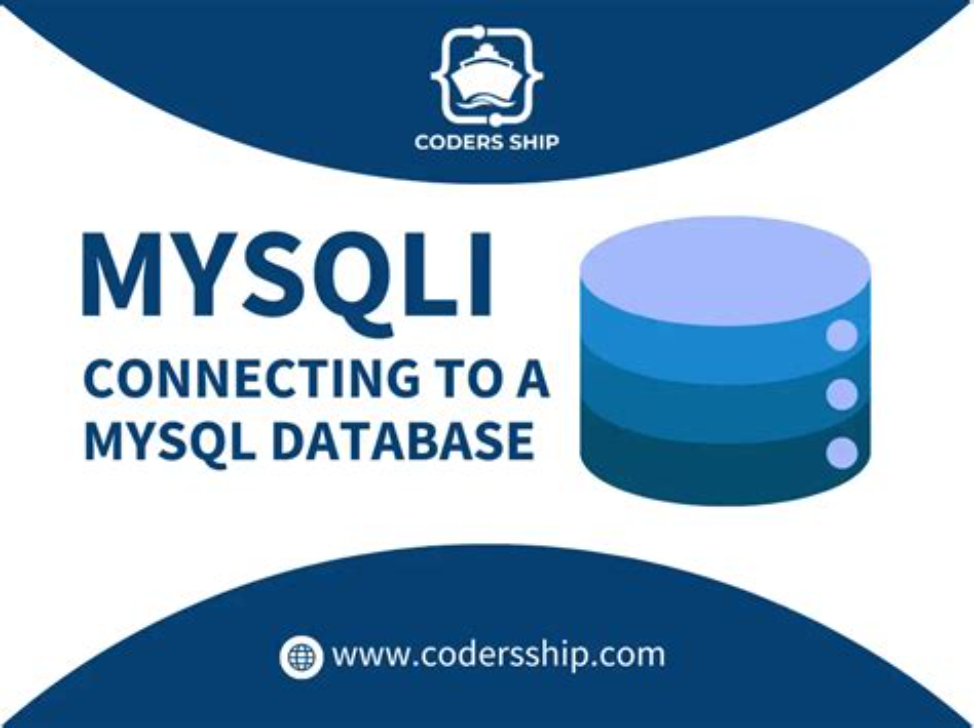 CODERS SHIP
MYSQLI
CONNECTING TO A
MYSQL DATABASE
www.codersship.com